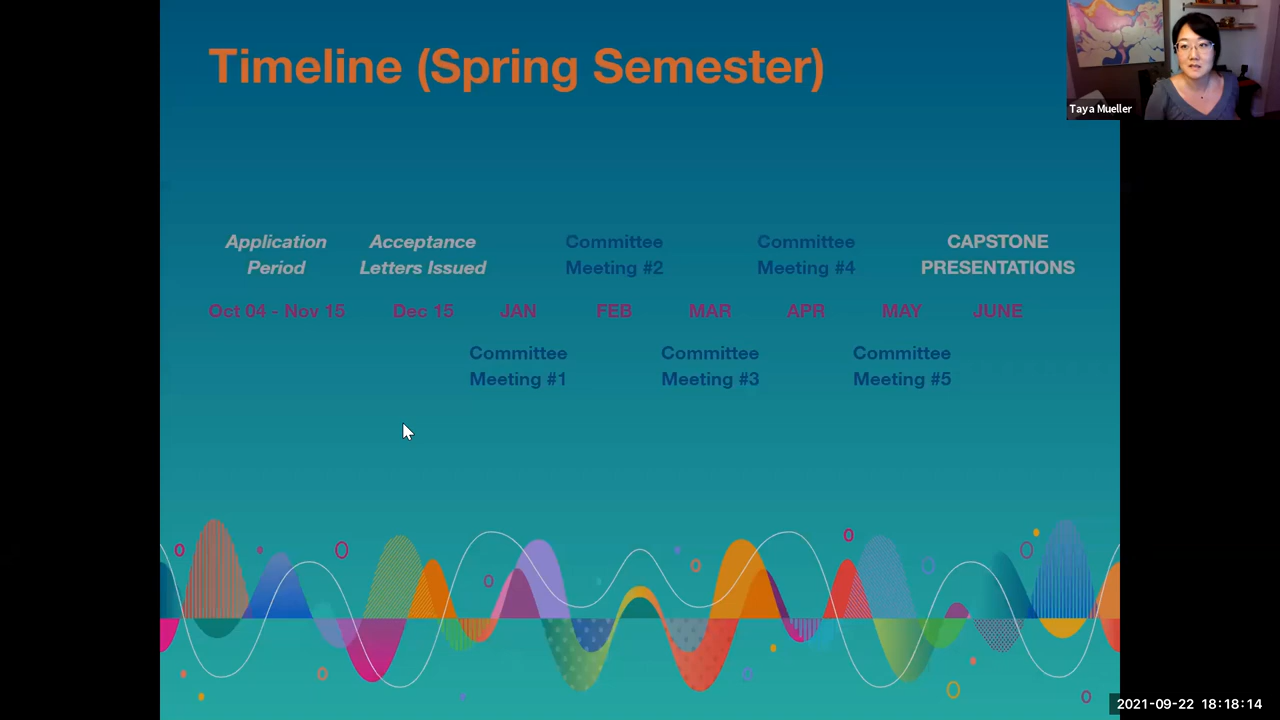 Timeline (Spring Semester)
Taya Mueller
Application
Period
Acceptance
Letters Issued
Committee
Meeting #2
Committee
Meeting #4
CAPSTONE
PRESENTATIONS
Oct 04 - Nov 15 Dec 15 JAN FEB MAR APR MAY JUNE
Committee
Meeting #1
Committee
Meeting #3
Committee
Meeting #5
2021-09-22 18:18:14